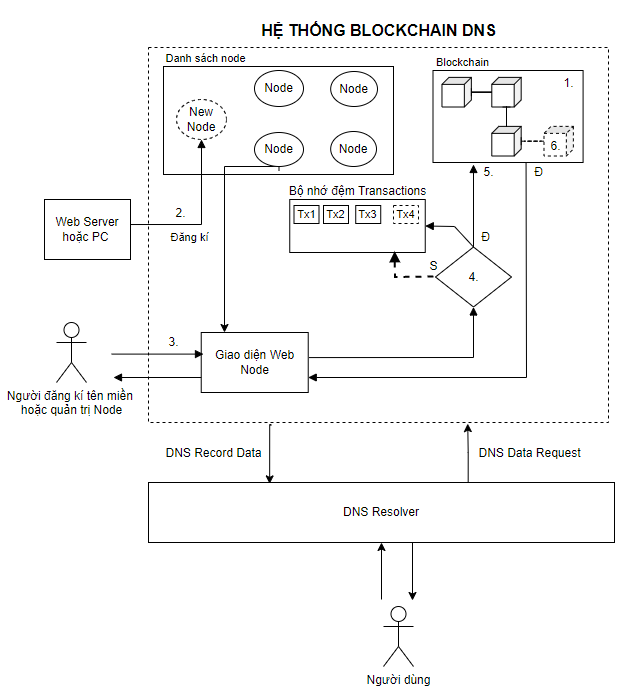 HỆ THỐNG BLOCKCHAIN DNS
Danh sách node
Blockchain
Node
Node
1.
New
Node
Node
Node
6.
5.
Đ
Bộ nhớ đệm Transactions
Tx1
Tx2
Tx3
Tx4
2.
Web Server
hoặc PC
Đăng kí
Đ
S
4.
3.
Giao diện Web
Node
Người đăng kí tên miền
hoặc quản trị Node
DNS Record Data
DNS Data Request
DNS Resolver
Người dùng